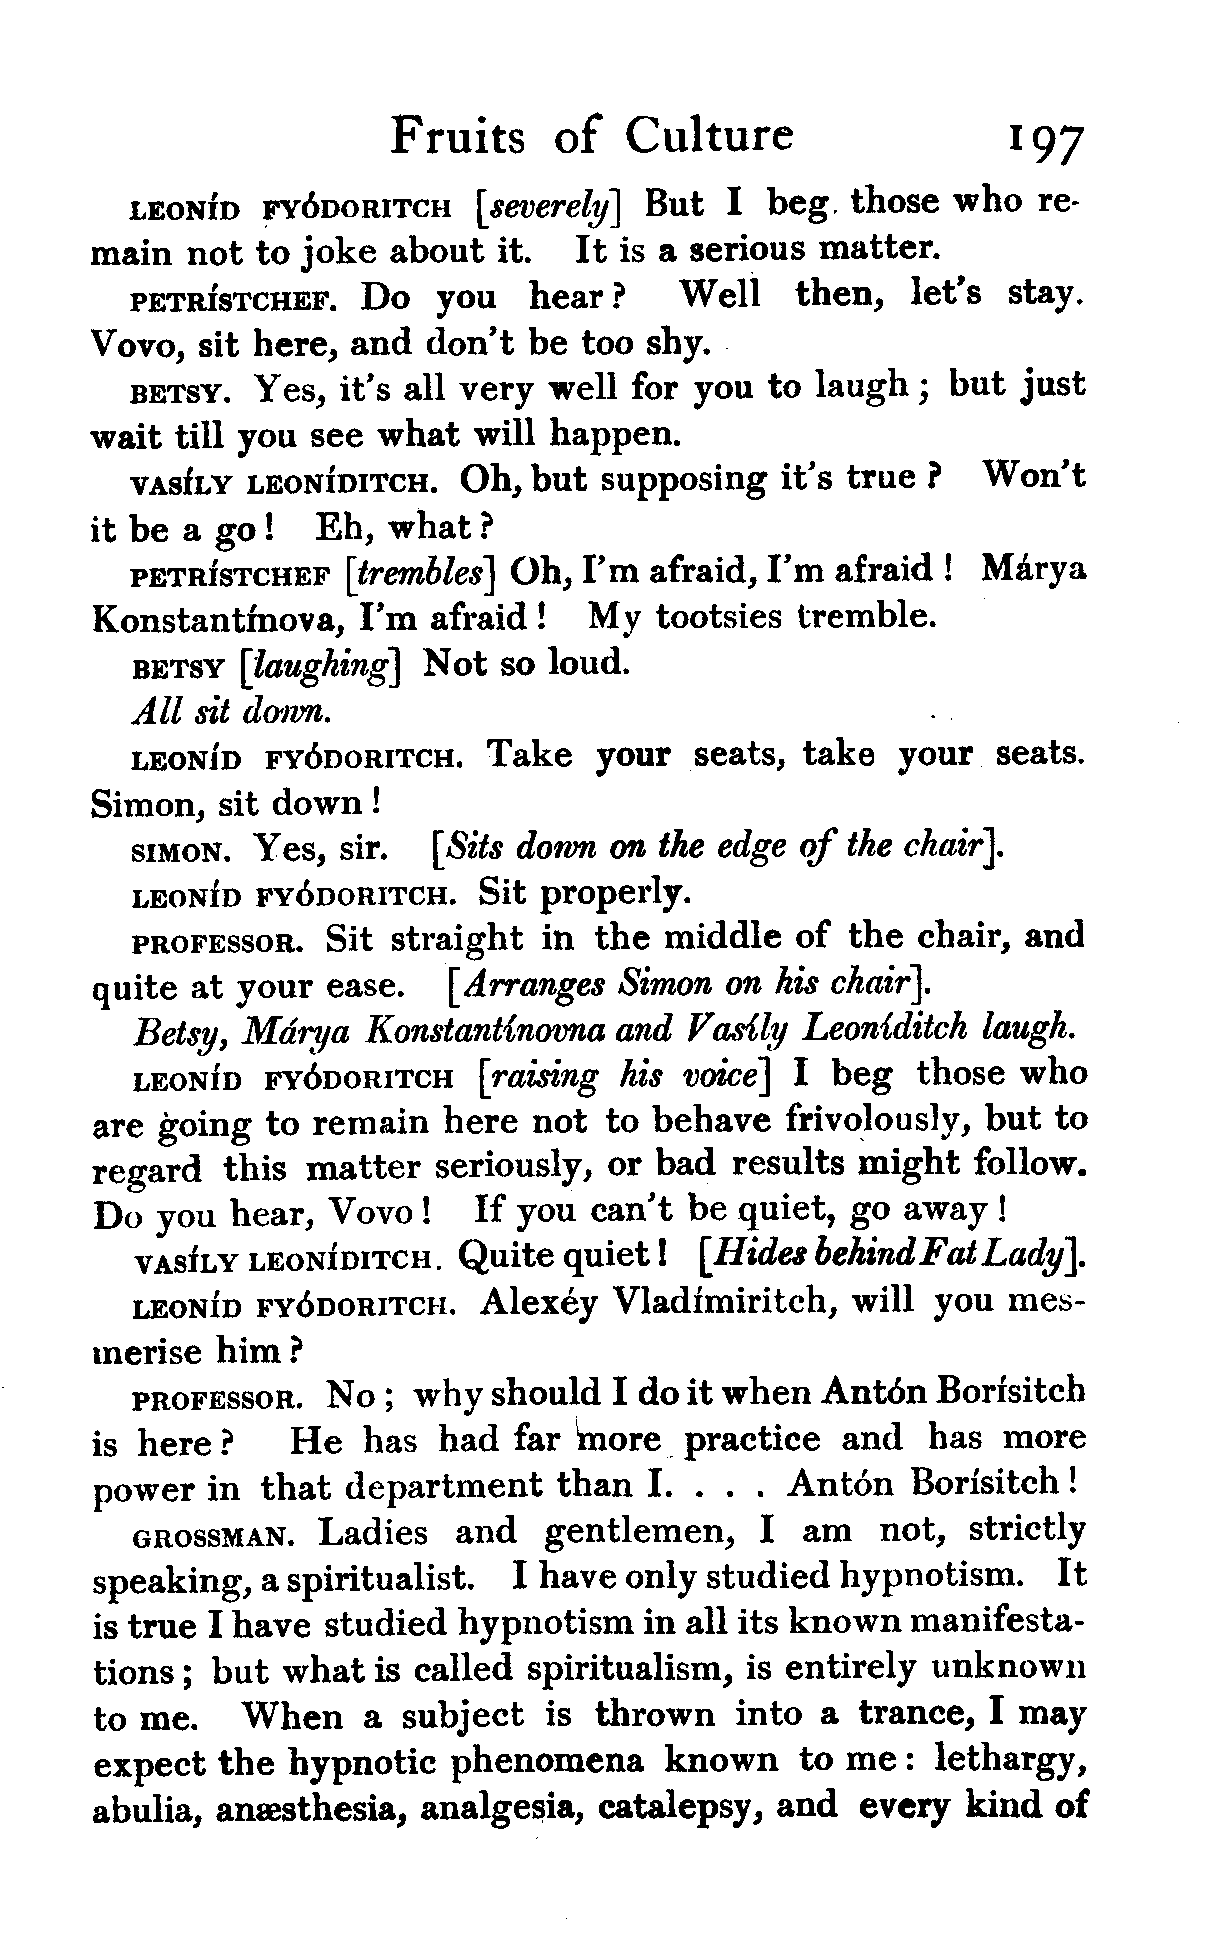 Fruits of Culture 197
LEONÍD FYÓDORITCH [severely] But I beg those who re-
main not to joke about it. It is a serious matter.
PETRÍSTCHEF. Do you hear? Well then, let's stay.
Vovo, sit here, and don't be too shy.
BETSY. Yes, it's all very well for you to laugh; but just
wait till you see what will happen.
VASÍLY LEONÍDITCH. Oh, but supposing it's true? Won't
it be a go! Eh, what?
PETRÍSTCHEF [trembles] Oh, I'm afraid, I'm afraid! Márya
Konstantínova, I'm afraid! My tootsies tremble.
BETSY [laughing] Not so loud.
All sit down.
LEONÍD FYÓDORITCH. Take your seats, take your seats.
Simon, sit down!
SIMON. Yes, sir. [Sits down on the edge of the chair].
LEONÍD FYÓDORITCH. Sit properly.
PROFESSOR. Sit straight in the middle of the chair, and
quite at your ease. [Arranges Simon on his chair].
Betsy, Márya Konstantínovna and Vasíly Leoníditch laugh.
LEONÍD FYÓDORITCH [raising his voice] I beg those who
are going to remain here not to behave frivolously, but to
regard this matter seriously, or bad results might follow.
Do you hear, Vovo! If you can't be quiet, go away!
VASÍLY LEONÍDITCH. Quite quiet! [Hides behind Fat Lady].
LEONÍD FYÓDORITCH. Alexéy Vladímiritch, will you mes-
merise him?
PROFESSOR. No; why should I do it when Antón Borísitch
is here? He has had far more practice and has more
power in that department than I. . . . Antón Borísitch!
GROSSMAN. Ladies and gentlemen, I am not, strictly
speaking, a spiritualist. I have only studied hypnotism. It
is true I have studied hypnotism in all its known manifesta-
tions; but what is called spiritualism, is entirely unknown
to me. When a subject is thrown into a trance, I may
expect the hypnotic phenomena known to me: lethargy,
abulia, anæsthesia, analgesia, catalepsy, and every kind of